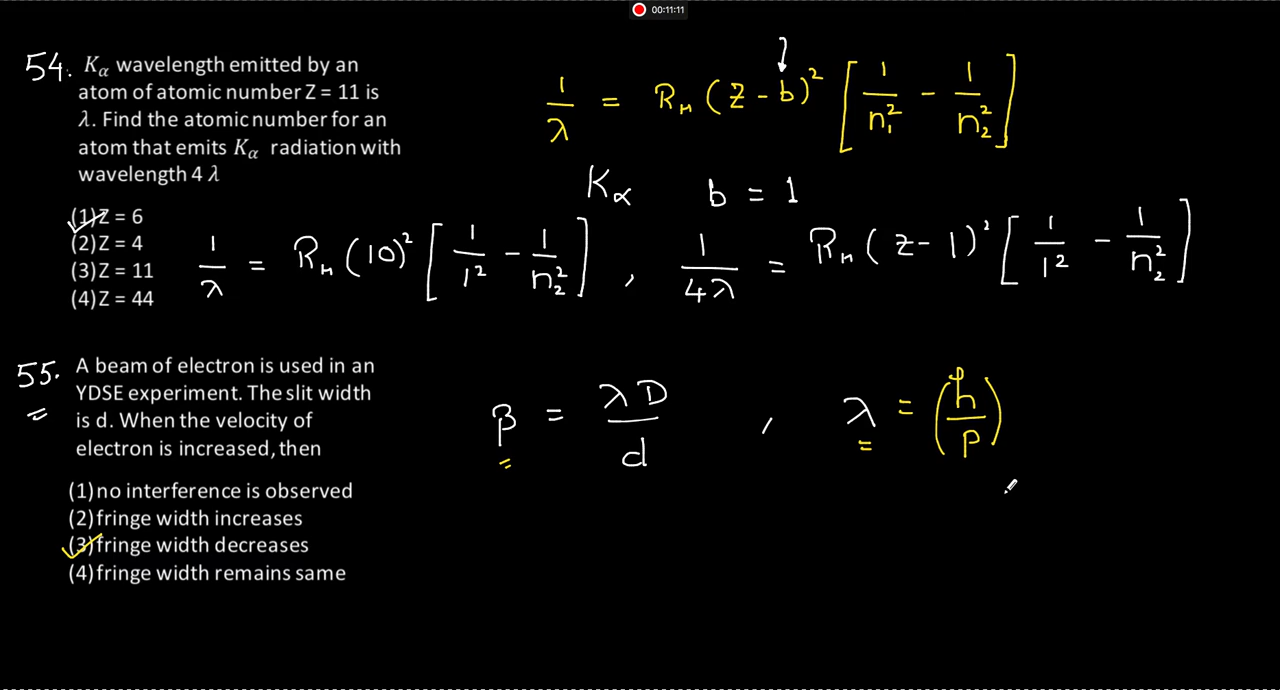 00:11:11
54. Kα wavelength emitted by an
atom of atomic number Z = 11 is
λ. Find the atomic number for an
atom that emits Kα radiation with
wavelength 4 λ
(1) Z = 6
(2) Z = 4
(3) Z = 11
(4) Z = 44
1/λ = R_H (Z - b)² [1/n₁² - 1/n₂²]
Kα b = 1
1/λ = R_H (10)² [1/1² - 1/n₂²] , 1/4λ = R_H (Z - 1)² [1/1² - 1/n₂²]
55. A beam of electron is used in an
YDSE experiment. The slit width
is d. When the velocity of
electron is increased, then
(1) no interference is observed
(2) fringe width increases
(3) fringe width decreases
(4) fringe width remains same
β = λD/d , λ = (h/p)